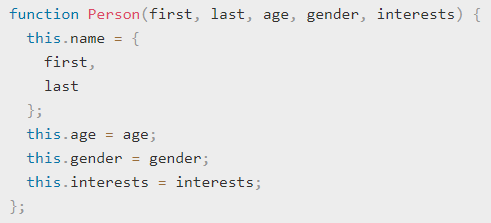 function Person(first, last, age, gender, interests) {
  this.name = {
    first,
    last
  };
  this.age = age;
  this.gender = gender;
  this.interests = interests;
};